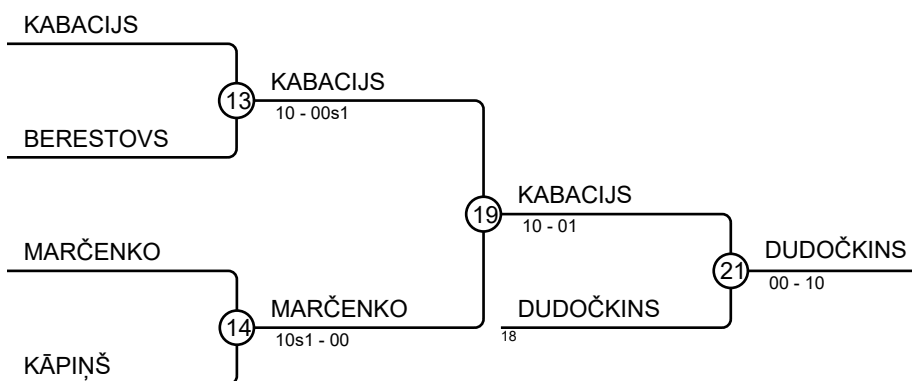 KABACIJS
13
KABACIJS
10 - 00s1
BERESTOVS
19
KABACIJS
10 - 01
MARČENKO
21
DUDOČKINS
00 - 10
14
MARČENKO
10s1 - 00
DUDOČKINS
18
KĀPIŅŠ